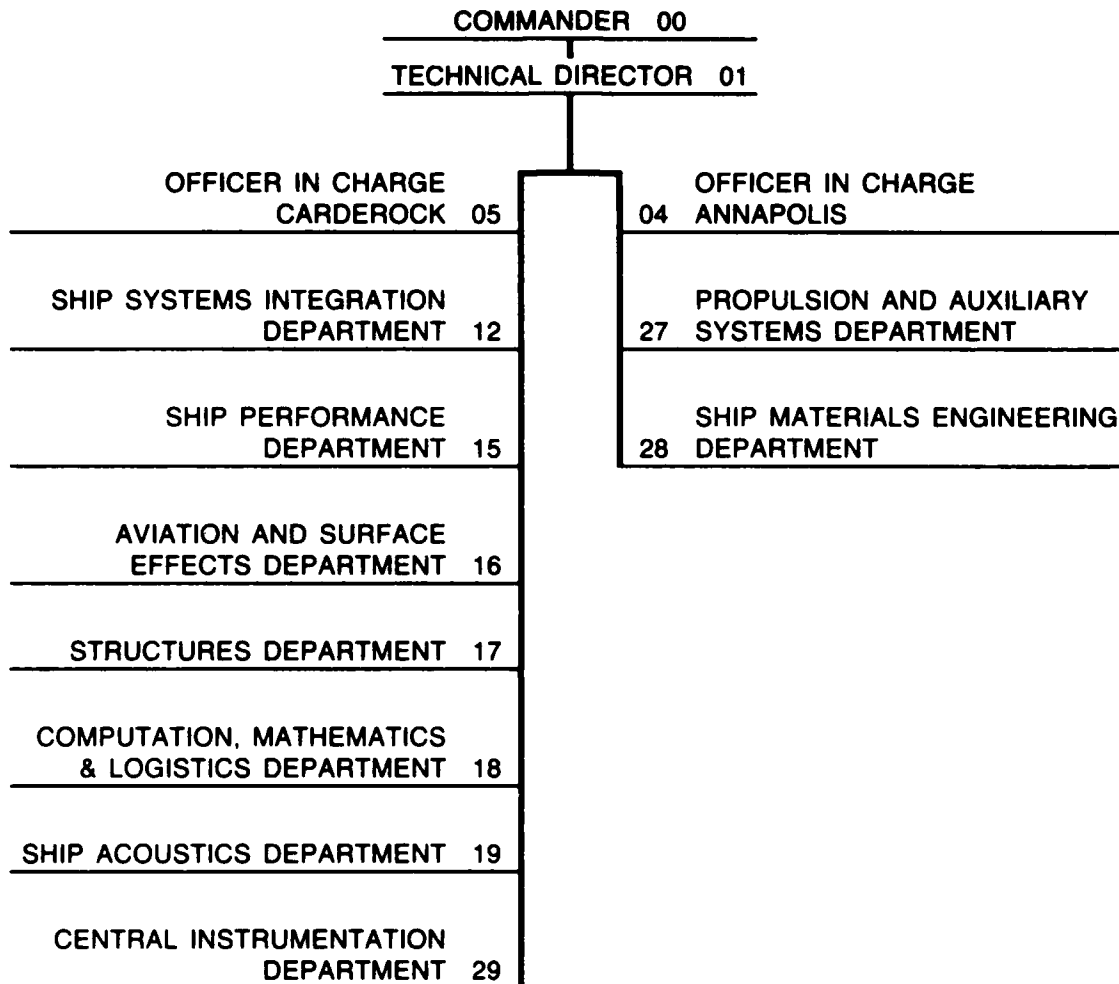 COMMANDER 00
TECHNICAL DIRECTOR 01
OFFICER IN CHARGE
CARDEROCK 05
SHIP SYSTEMS INTEGRATION
DEPARTMENT 12
SHIP PERFORMANCE
DEPARTMENT 15
AVIATION AND SURFACE
EFFECTS DEPARTMENT 16
STRUCTURES DEPARTMENT 17
COMPUTATION, MATHEMATICS
& LOGISTICS DEPARTMENT 18
SHIP ACOUSTICS DEPARTMENT 19
CENTRAL INSTRUMENTATION
DEPARTMENT 29
OFFICER IN CHARGE
04 ANNAPOLIS
PROPULSION AND AUXILIARY
27 SYSTEMS DEPARTMENT
SHIP MATERIALS ENGINEERING
28 DEPARTMENT